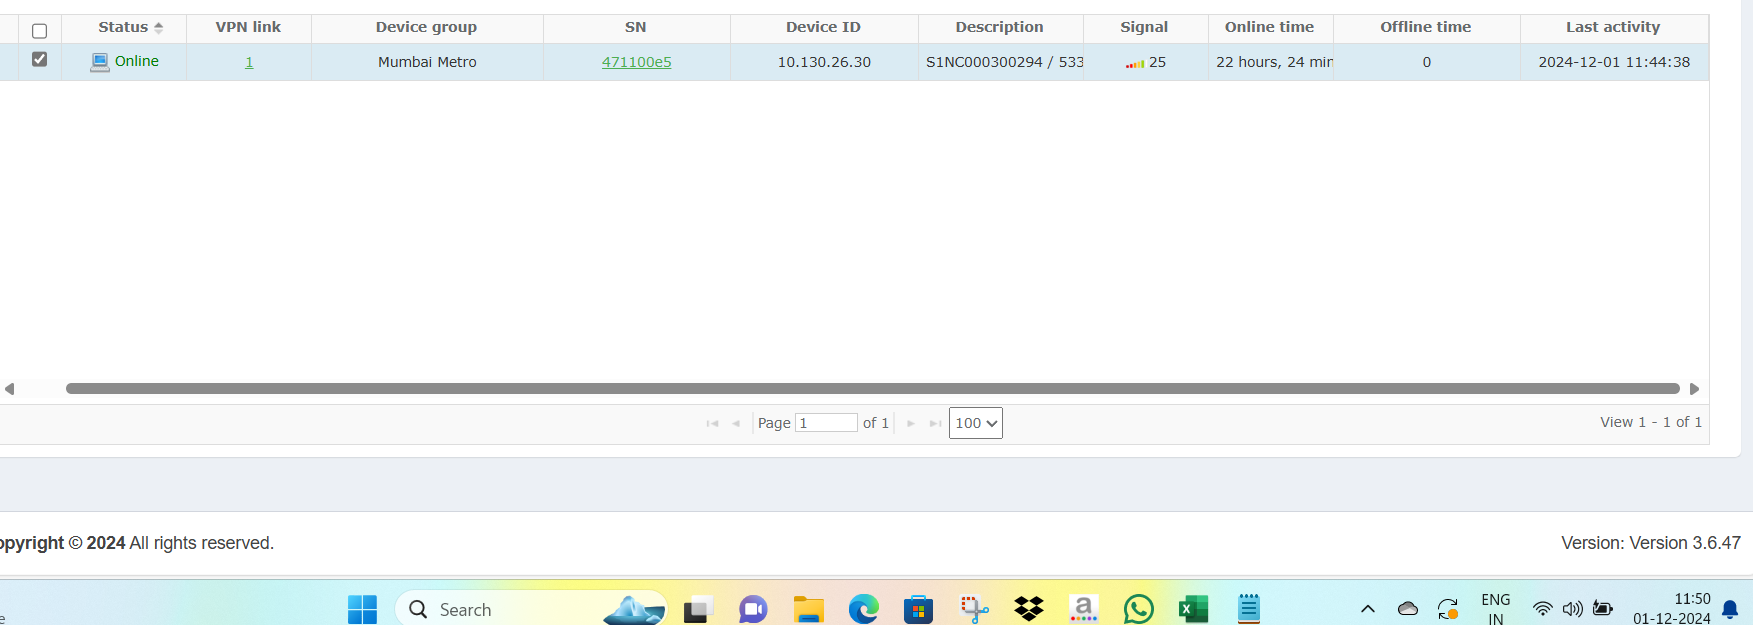 Status VPN link Device group SN Device ID Description Signal Online time Offline time Last activity
Online 1 Mumbai Metro 471100e5 10.130.26.30 S1NC000300294 / 533 25 22 hours, 24 min 0 2024-12-01 11:44:38
Page 1 of 1 100 View 1 - 1 of 1
opyright © 2024 All rights reserved. Version: Version 3.6.47
Search ENG 11:50
e IN 01-12-2024